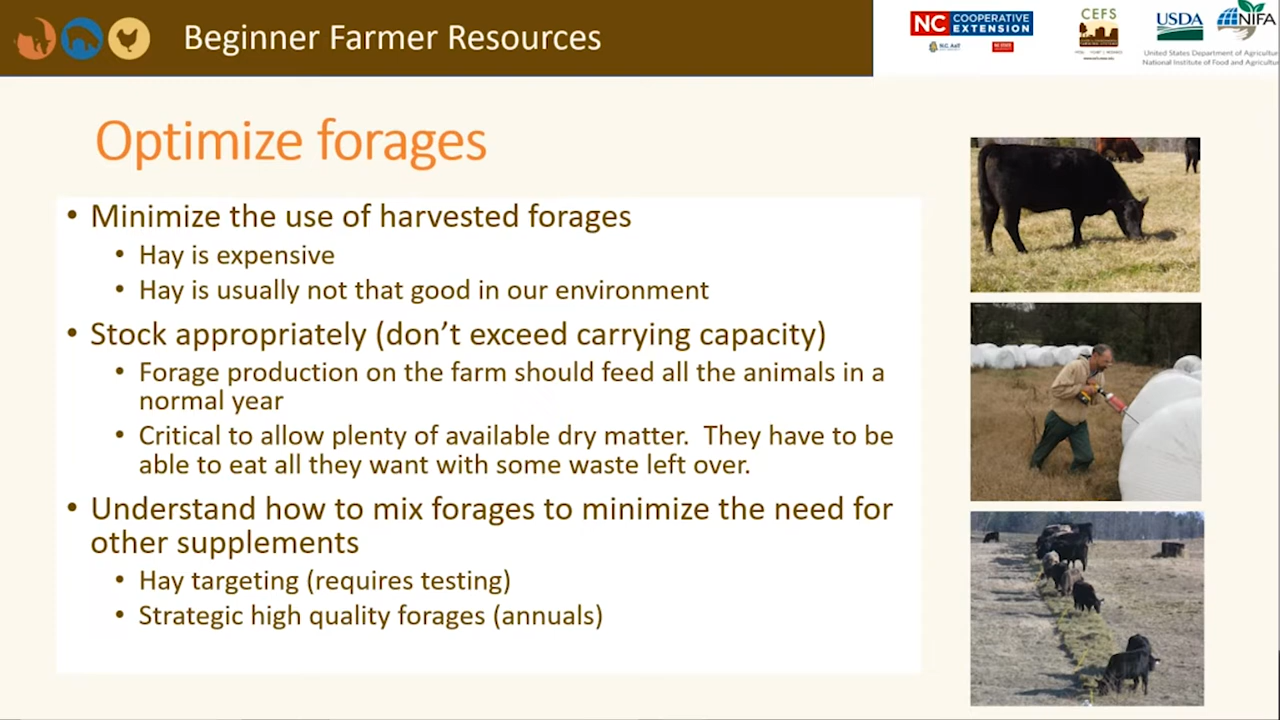 Beginner Farmer Resources
NC COOPERATIVE
EXTENSION
CEFS
USDA
NIFA
United States Department of Agricultur
National Institute of Food and Agricultur
Optimize forages
• Minimize the use of harvested forages
• Hay is expensive
• Hay is usually not that good in our environment
• Stock appropriately (don’t exceed carrying capacity)
• Forage production on the farm should feed all the animals in a
normal year
• Critical to allow plenty of available dry matter.  They have to be
able to eat all they want with some waste left over.
• Understand how to mix forages to minimize the need for
other supplements
• Hay targeting (requires testing)
• Strategic high quality forages (annuals)